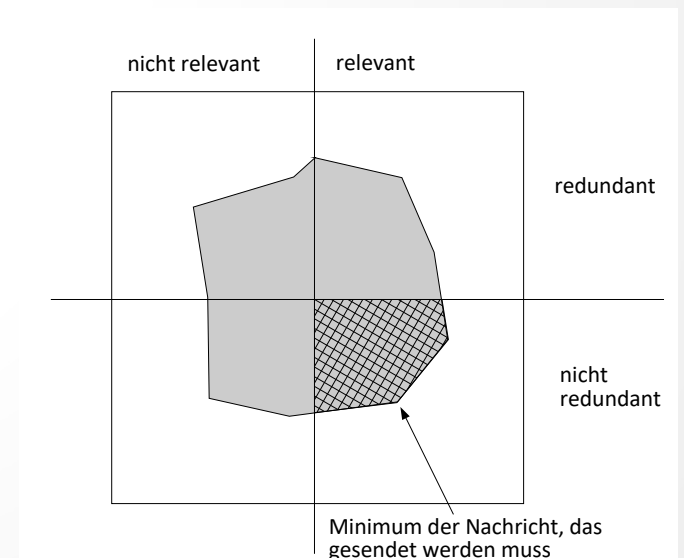 nicht relevant
relevant
redundant
nicht
redundant
Minimum der Nachricht, das
gesendet werden muss